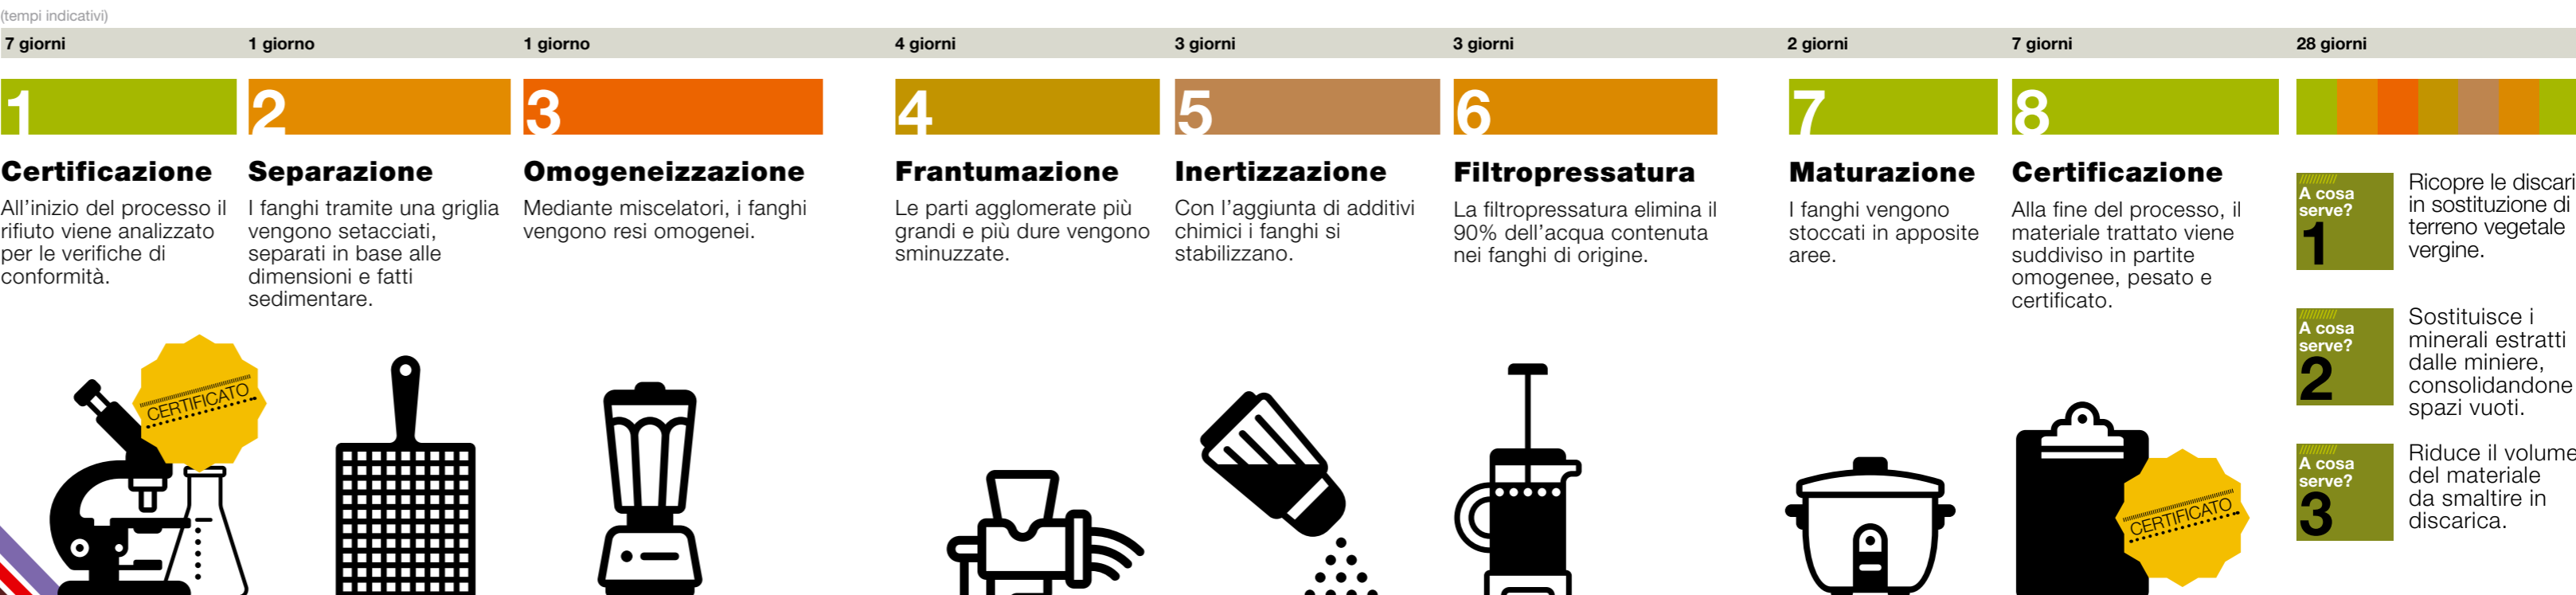 (tempi indicativi)
7 giorni
1 giorno
1 giorno
4 giorni
3 giorni
3 giorni
2 giorni
7 giorni
28 giorni
1
Certificazione
All'inizio del processo il
rifiuto viene analizzato
per le verifiche di
conformità.
CERTIFICATO
2
Separazione
I fanghi tramite una griglia
vengono setacciati,
separati in base alle
dimensioni e fatti
sedimentare.
3
Omogeneizzazione
Mediante miscelatori, i fanghi
vengono resi omogenei.
4
Frantumazione
Le parti agglomerate più
grandi e più dure vengono
sminuzzate.
5
Inertizzazione
Con l'aggiunta di additivi
chimici i fanghi si
stabilizzano.
6
Filtropressatura
La filtropressatura elimina il
90% dell'acqua contenuta
nei fanghi di origine.
7
Maturazione
I fanghi vengono
stoccati in apposite
aree.
8
Certificazione
Alla fine del processo, il
materiale trattato viene
suddiviso in partite
omogenee, pesato e
certificato.
CERTIFICATO
A cosa
serve?
1
Ricopre le discari
in sostituzione di
terreno vegetale
vergine.
A cosa
serve?
2
Sostituisce i
minerali estratti
dalle miniere,
consolidandone
spazi vuoti.
A cosa
serve?
3
Riduce il volume
del materiale
da smaltire in
discarica.